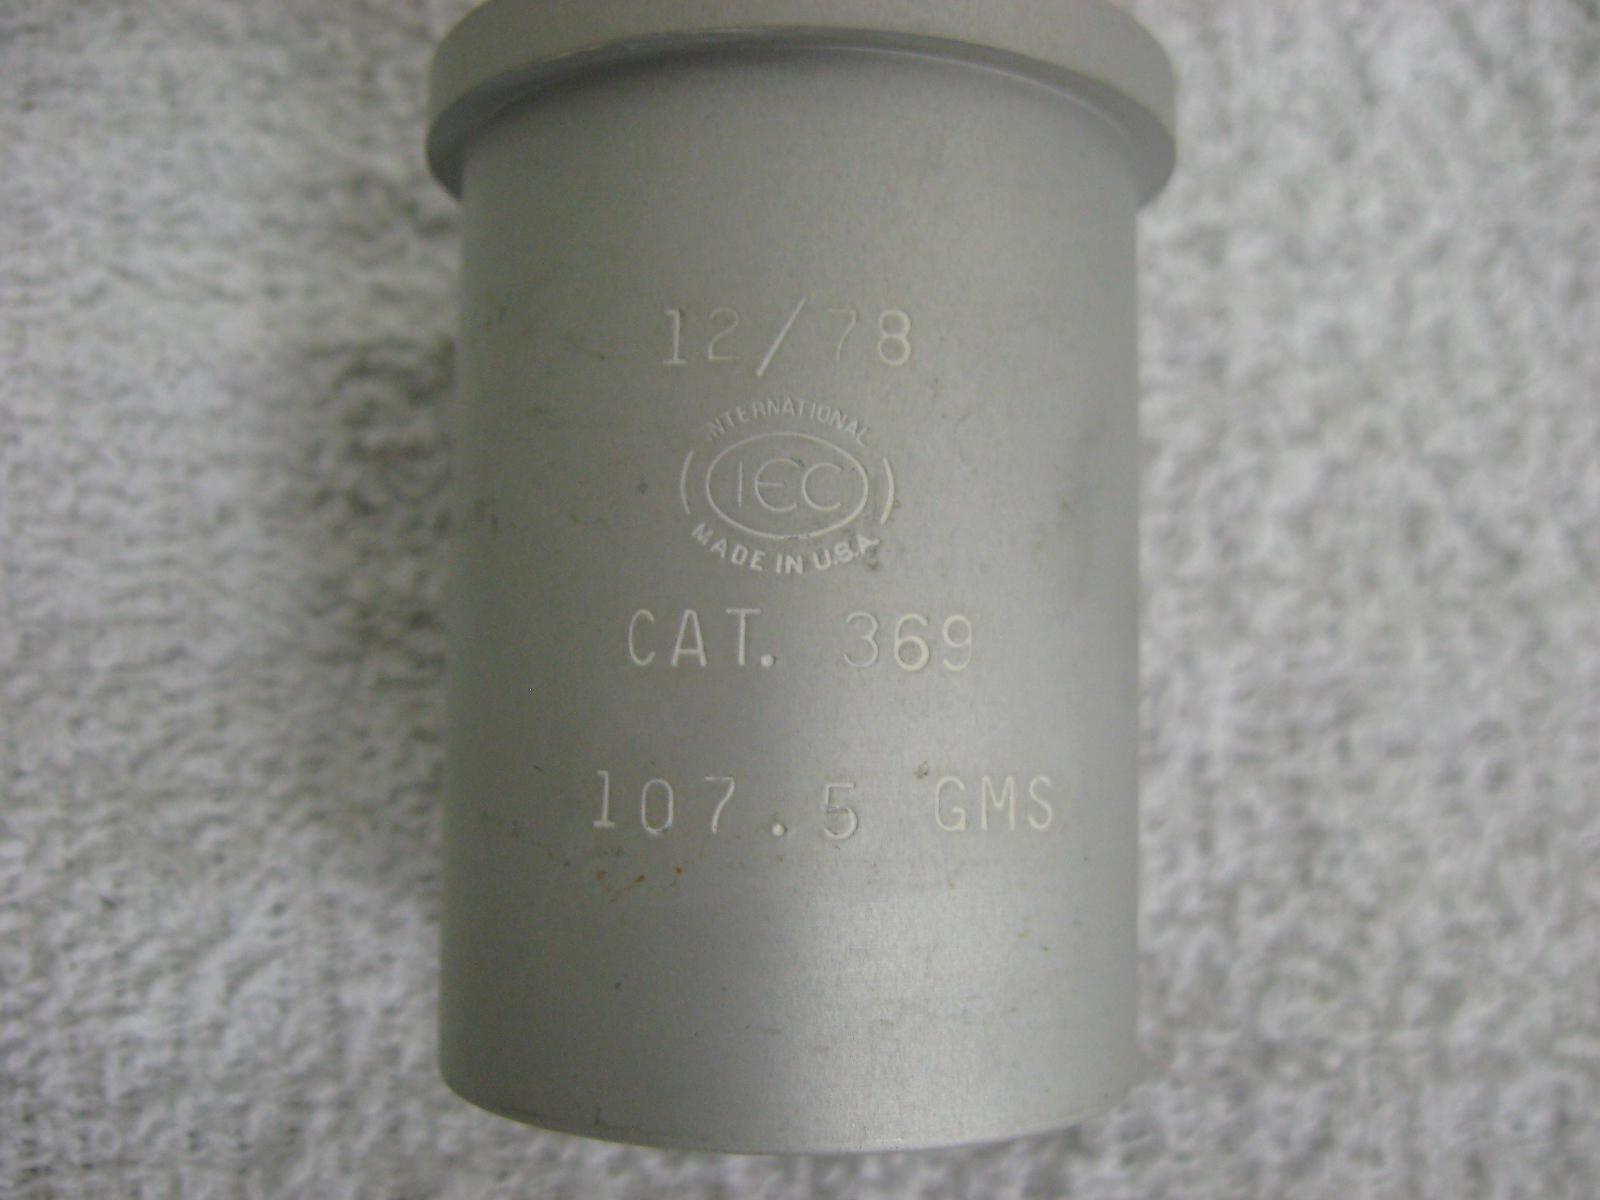 12/78
INTERNATIONAL
IEC
MADE IN U.S.A.
CAT. 369
107.5 GMS